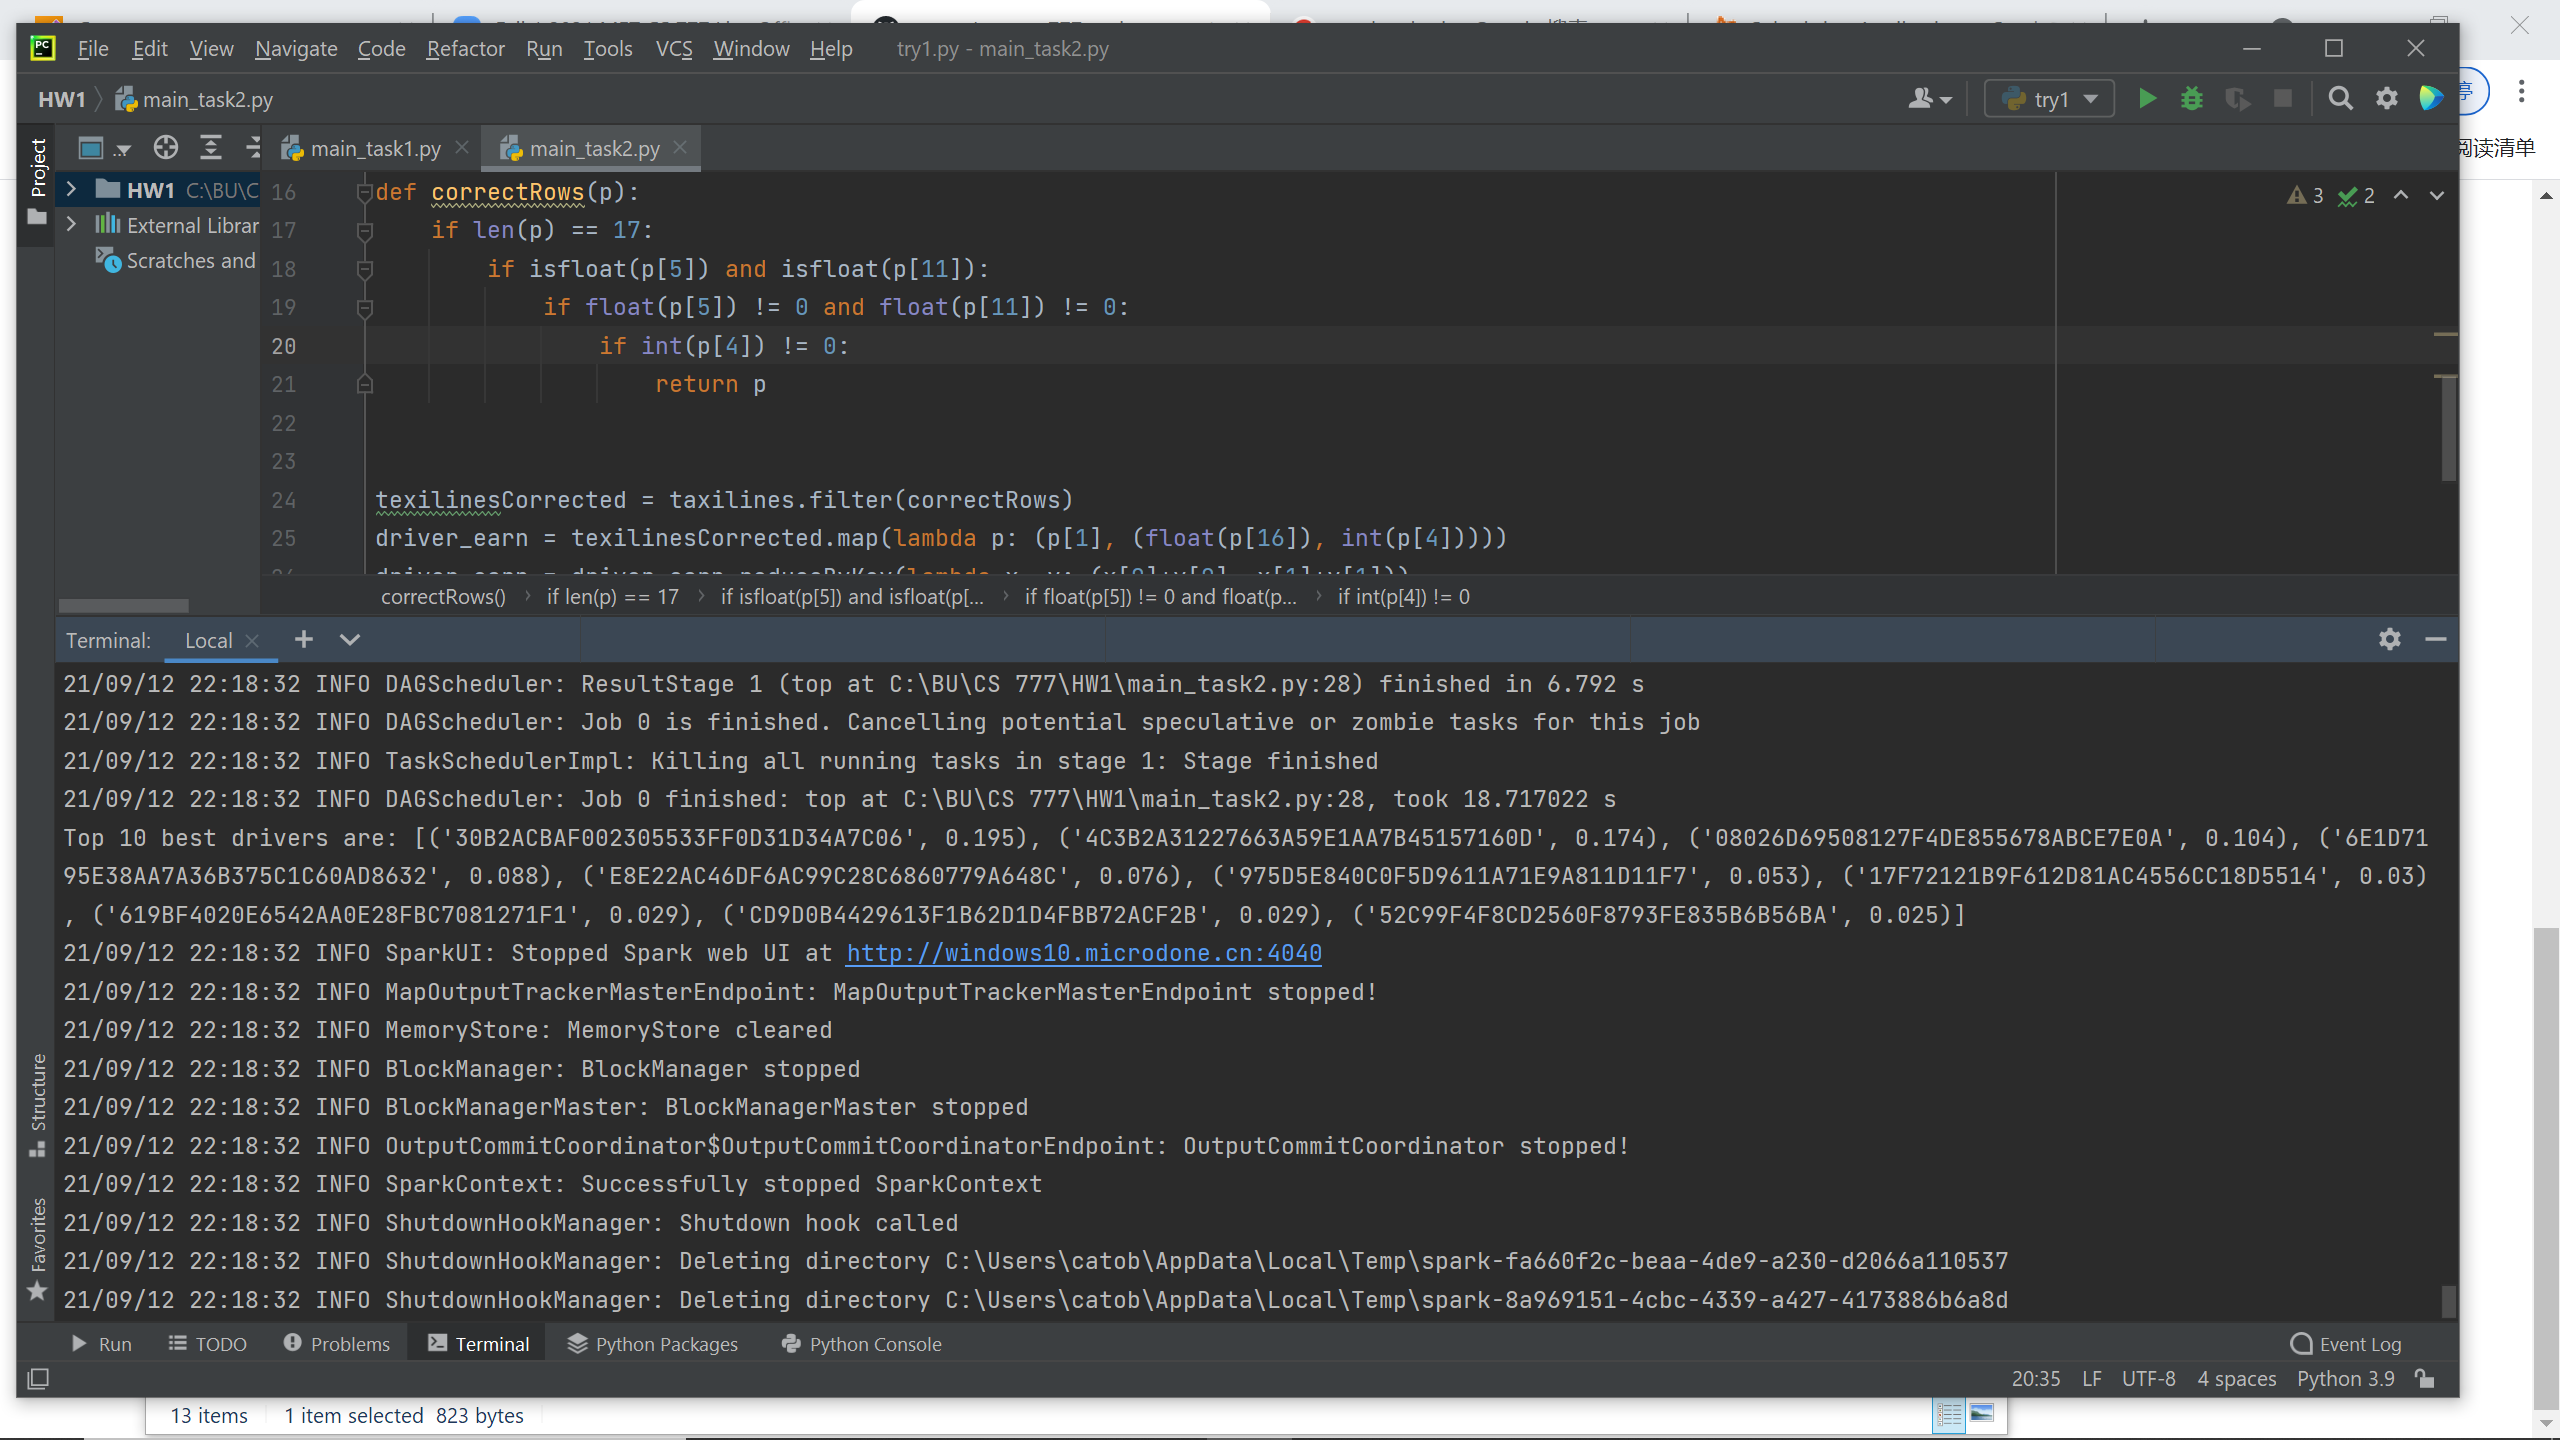 File Edit View Navigate Code Refactor Run Tools VCS Window Help try1.py - main_task2.py
HW1 main_task2.py try1
阅读清单
Project
main_task1.py main_task2.py
HW1 C:\BU\C
External Librar
Scratches and
3 2
16 def correctRows(p):
17 if len(p) == 17:
18 if isfloat(p[5]) and isfloat(p[11]):
19 if float(p[5]) != 0 and float(p[11]) != 0:
20 if int(p[4]) != 0:
21 return p
22
23
24 texilinesCorrected = taxilines.filter(correctRows)
25 driver_earn = texilinesCorrected.map(lambda p: (p[1], (float(p[16]), int(p[4]))))
correctRows() › if len(p) == 17 › if isfloat(p[5]) and isfloat(p[... › if float(p[5]) != 0 and float(p... › if int(p[4]) != 0
Terminal: Local
21/09/12 22:18:32 INFO DAGScheduler: ResultStage 1 (top at C:\BU\CS 777\HW1\main_task2.py:28) finished in 6.792 s
21/09/12 22:18:32 INFO DAGScheduler: Job 0 is finished. Cancelling potential speculative or zombie tasks for this job
21/09/12 22:18:32 INFO TaskSchedulerImpl: Killing all running tasks in stage 1: Stage finished
21/09/12 22:18:32 INFO DAGScheduler: Job 0 finished: top at C:\BU\CS 777\HW1\main_task2.py:28, took 18.717022 s
Top 10 best drivers are: [('30B2ACBAF002305533FF0D31D34A7C06', 0.195), ('4C3B2A31227663A59E1AA7B45157160D', 0.174), ('08026D69508127F4DE855678ABCE7E0A', 0.104), ('6E1D71
95E38AA7A36B375C1C60AD8632', 0.088), ('E8E22AC46DF6AC99C28C6860779A648C', 0.076), ('975D5E840C0F5D9611A71E9A811D11F7', 0.053), ('17F72121B9F612D81AC4556CC18D5514', 0.03)
, ('619BF4020E6542AA0E28FBC7081271F1', 0.029), ('CD9D0B4429613F1B62D1D4FBB72ACF2B', 0.029), ('52C99F4F8CD2560F8793FE835B6B56BA', 0.025)]
21/09/12 22:18:32 INFO SparkUI: Stopped Spark web UI at http://windows10.microdone.cn:4040
21/09/12 22:18:32 INFO MapOutputTrackerMasterEndpoint: MapOutputTrackerMasterEndpoint stopped!
21/09/12 22:18:32 INFO MemoryStore: MemoryStore cleared
21/09/12 22:18:32 INFO BlockManager: BlockManager stopped
21/09/12 22:18:32 INFO BlockManagerMaster: BlockManagerMaster stopped
21/09/12 22:18:32 INFO OutputCommitCoordinator$OutputCommitCoordinatorEndpoint: OutputCommitCoordinator stopped!
21/09/12 22:18:32 INFO SparkContext: Successfully stopped SparkContext
21/09/12 22:18:32 INFO ShutdownHookManager: Shutdown hook called
21/09/12 22:18:32 INFO ShutdownHookManager: Deleting directory C:\Users\catob\AppData\Local\Temp\spark-fa660f2c-beaa-4de9-a230-d2066a110537
21/09/12 22:18:32 INFO ShutdownHookManager: Deleting directory C:\Users\catob\AppData\Local\Temp\spark-8a969151-4cbc-4339-a427-4173886b6a8d
Structure
Favorites
Run TODO Problems Terminal Python Packages Python Console Event Log
20:35 LF UTF-8 4 spaces Python 3.9
13 items 1 item selected 823 bytes